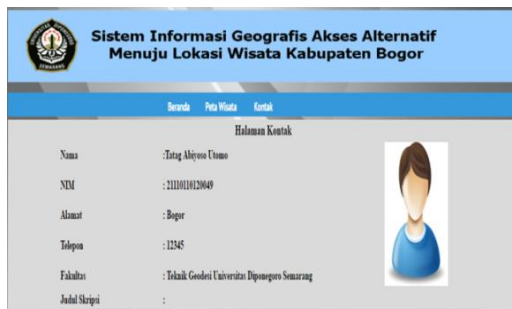 Sistem Informasi Geografis Akses Alternatif
Menuju Lokasi Wisata Kabupaten Bogor
SEMARANG
Beranda Peta Wisata Kontak
Halaman Kontak
Nama :Tatag Abiyoso Utomo
NIM : 21110110120049
Alamat : Bogor
Telepon : 12345
Fakultas : Teknik Geodesi Universitas Diponegoro Semarang
Judul Skripsi :